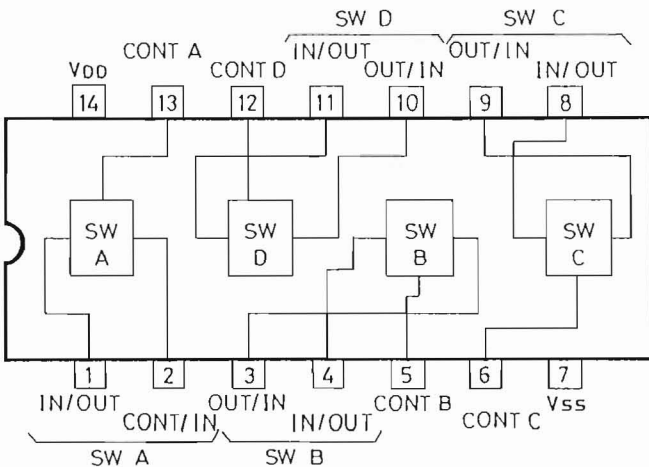 SW D SW C
CONT A IN/OUT OUT/IN
VDD CONT D OUT/IN IN/OUT
14 13 12 11 10 9 8
SW A
SW D
SW B
SW C
1 2 3 4 5 6 7
IN/OUT OUT/IN CONT B VSS
CONT/IN IN/OUT CONT C
SW A SW B